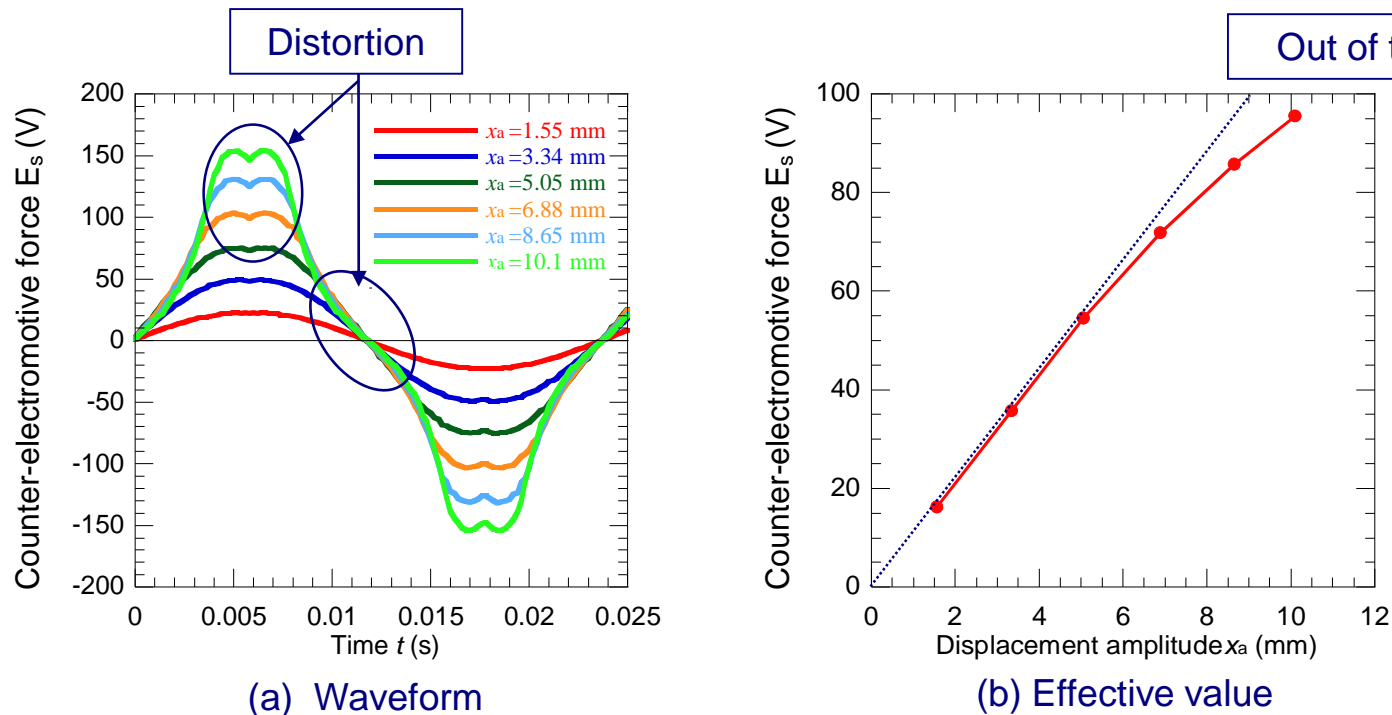 Distortion
Out of t
Counter-electromotive force Es (V)
200
150
100
50
0
-50
-100
-150
-200
xa=1.55 mm
xa=3.34 mm
xa=5.05 mm
xa=6.88 mm
xa=8.65 mm
xa=10.1 mm
0 0.005 0.01 0.015 0.02 0.025
Time t (s)
(a) Waveform
Counter-electromotive force Es (V)
100
80
60
40
20
0
0 2 4 6 8 10 12
Displacement amplitude xa (mm)
(b) Effective value